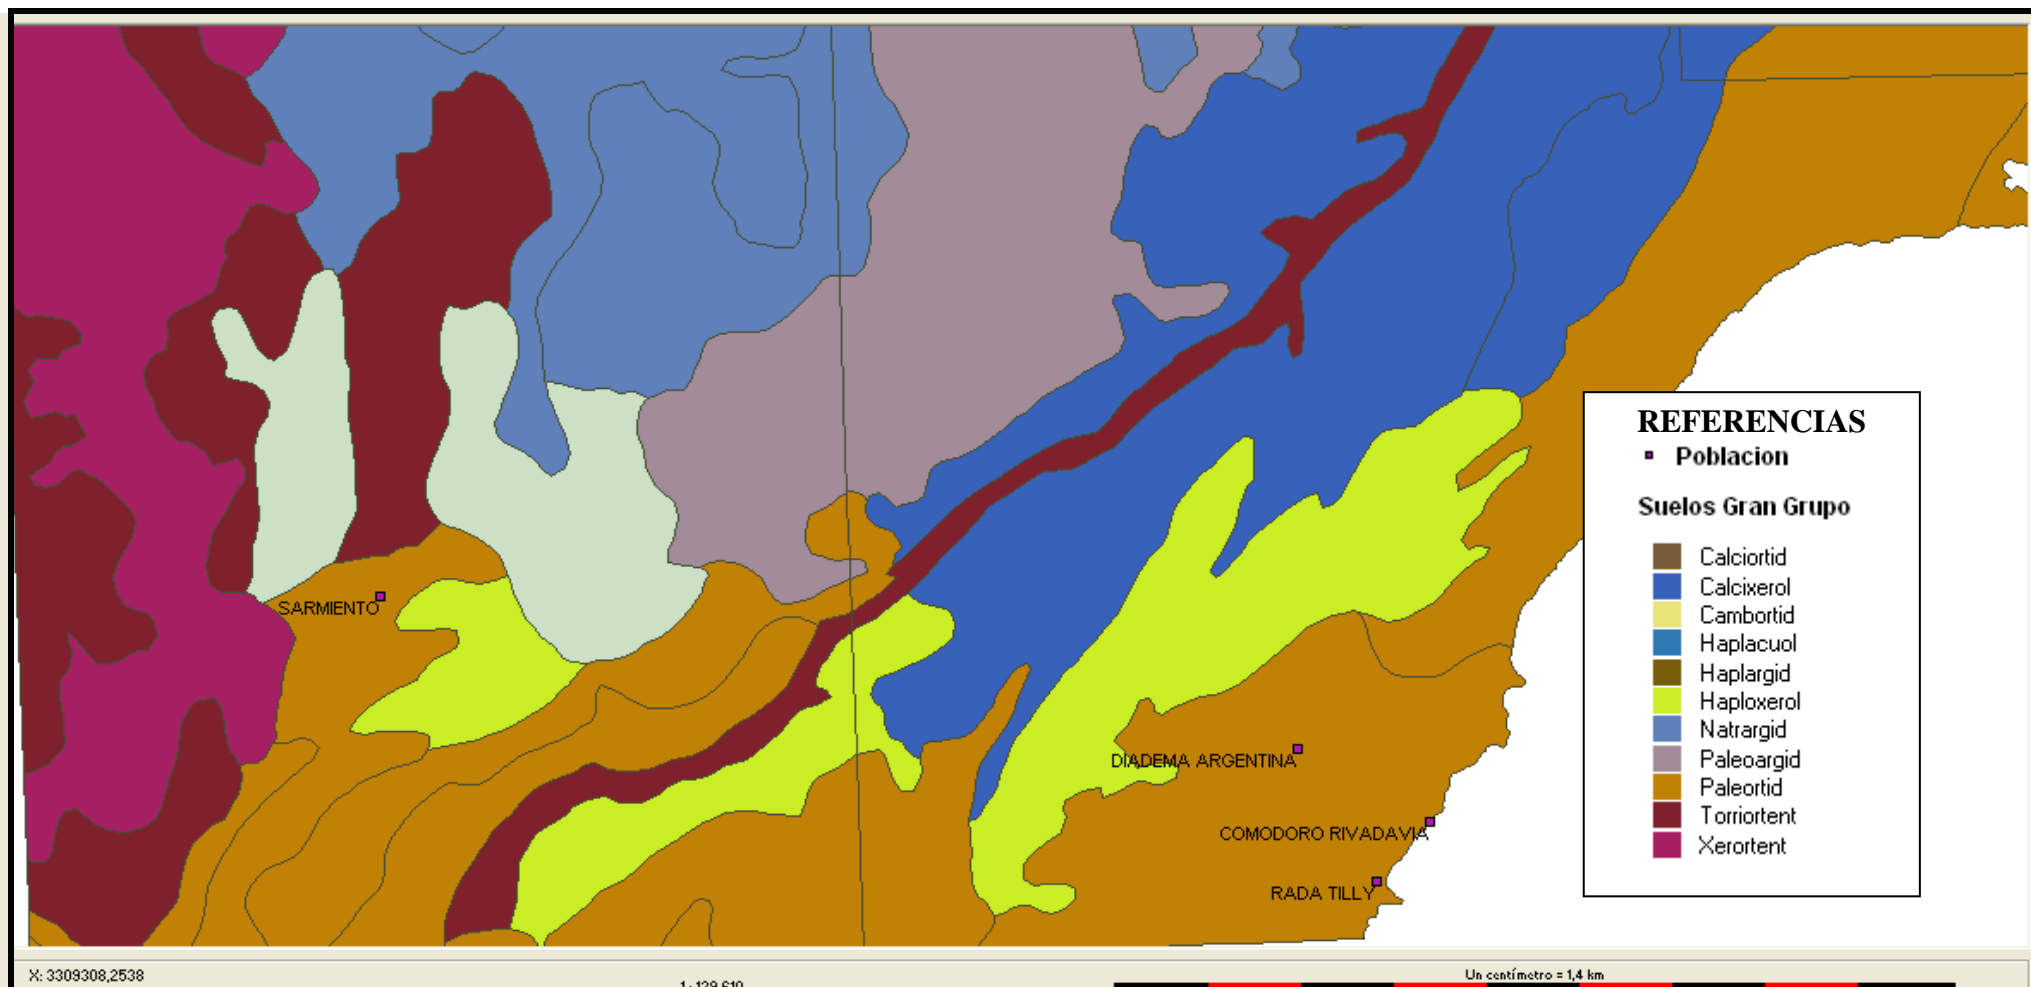 REFERENCIAS
Poblacion
Suelos Gran Grupo
Calciortid
Calcixerol
Cambortid
Haplacuol
Haplargid
Haploxerol
Natrargid
Paleoargid
Paleortid
Torriortent
Xerortent
SARMIENTO
DIADEMA ARGENTINA
COMODORO RIVADAVIA
RADA TILLY
X: 3309308,2538
Un centímetro = 1,4 km